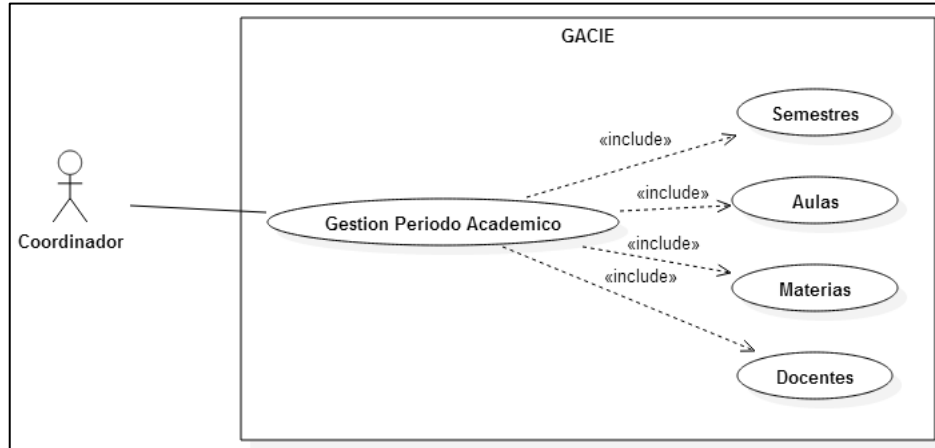 GACIE
Semestres
«include»
«include»
Aulas
Gestion Periodo Academico
Coordinador
«include»
«include»
Materias
Docentes